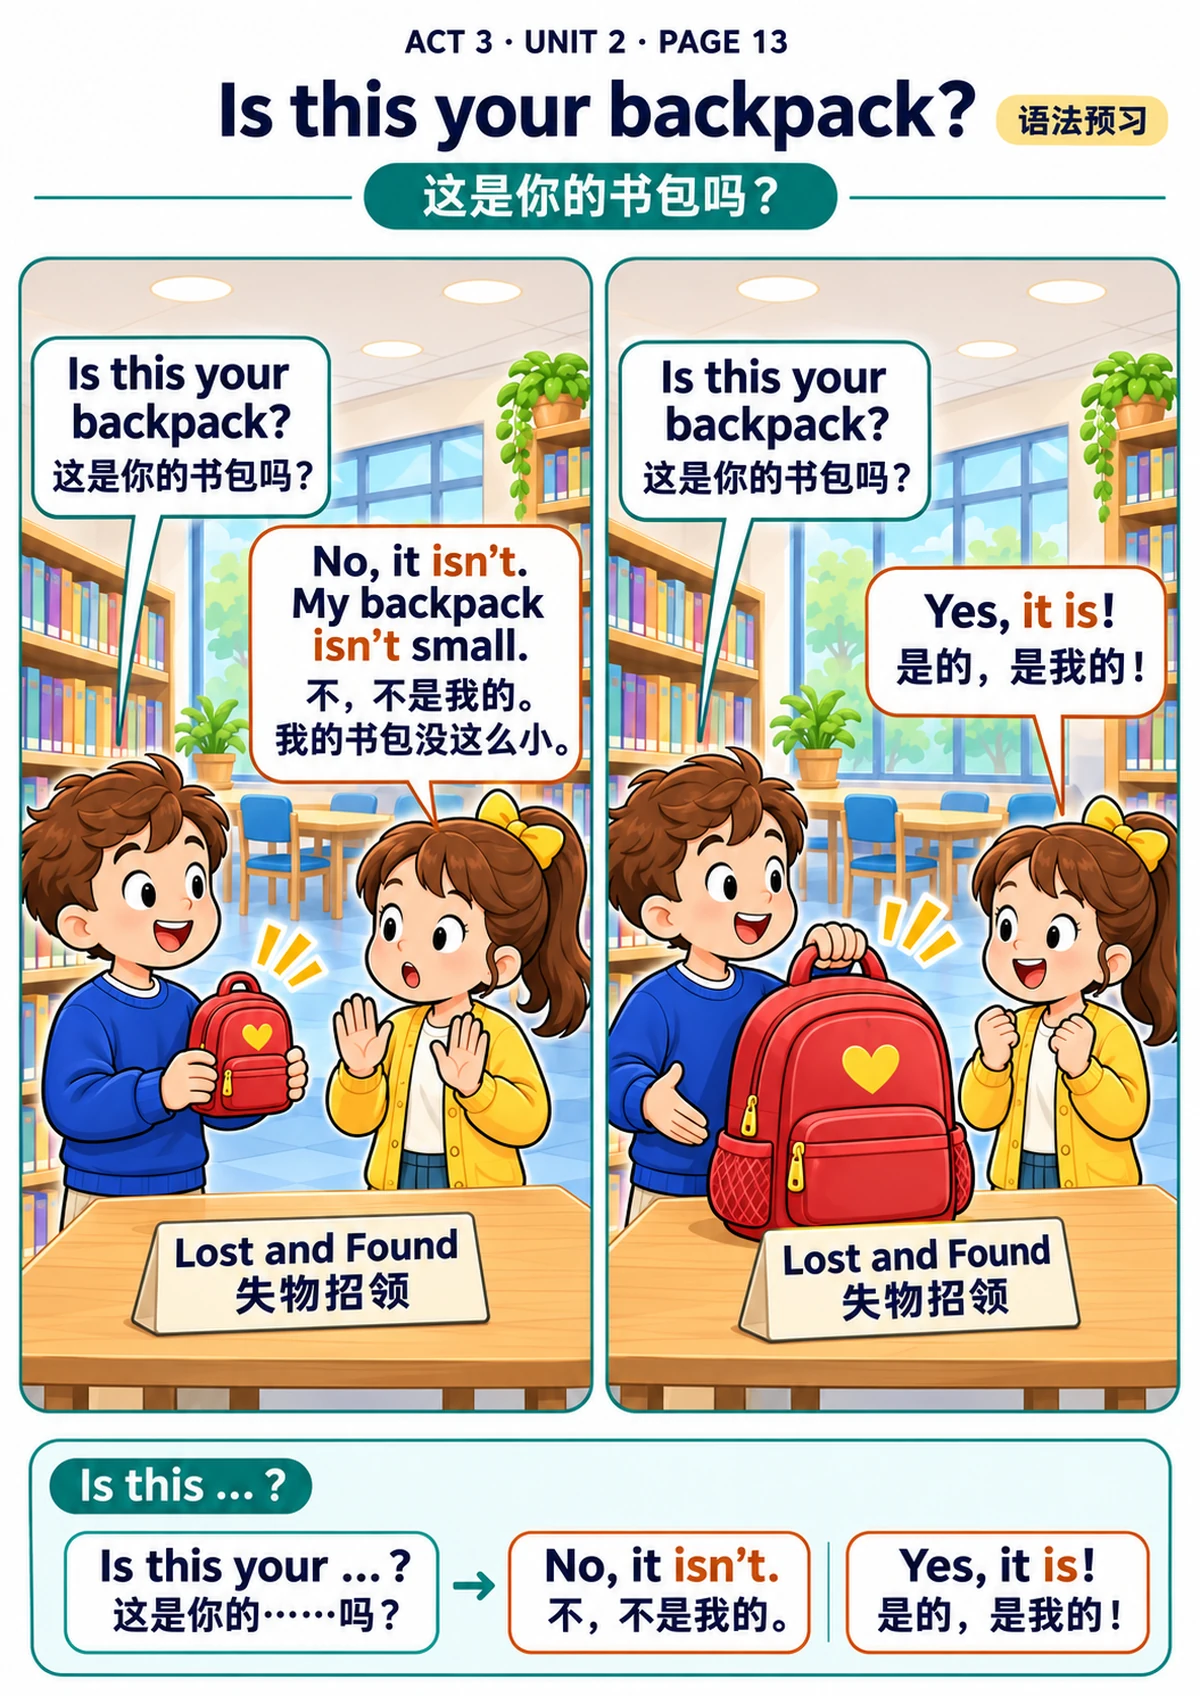 ACT 3 · UNIT 2 · PAGE 13
Is this your backpack?
语法预习
这是你的书包吗？
Is this your
backpack?
这是你的书包吗？
No, it isn't.
My backpack
isn't small.
不，不是我的。
我的书包没这么小。
Lost and Found
失物招领
Is this your
backpack?
这是你的书包吗？
Yes, it is!
是的，是我的！
Lost and Found
失物招领
Is this ... ?
Is this your ... ?
这是你的……吗？
→
No, it isn't.
不，不是我的。
Yes, it is!
是的，是我的！